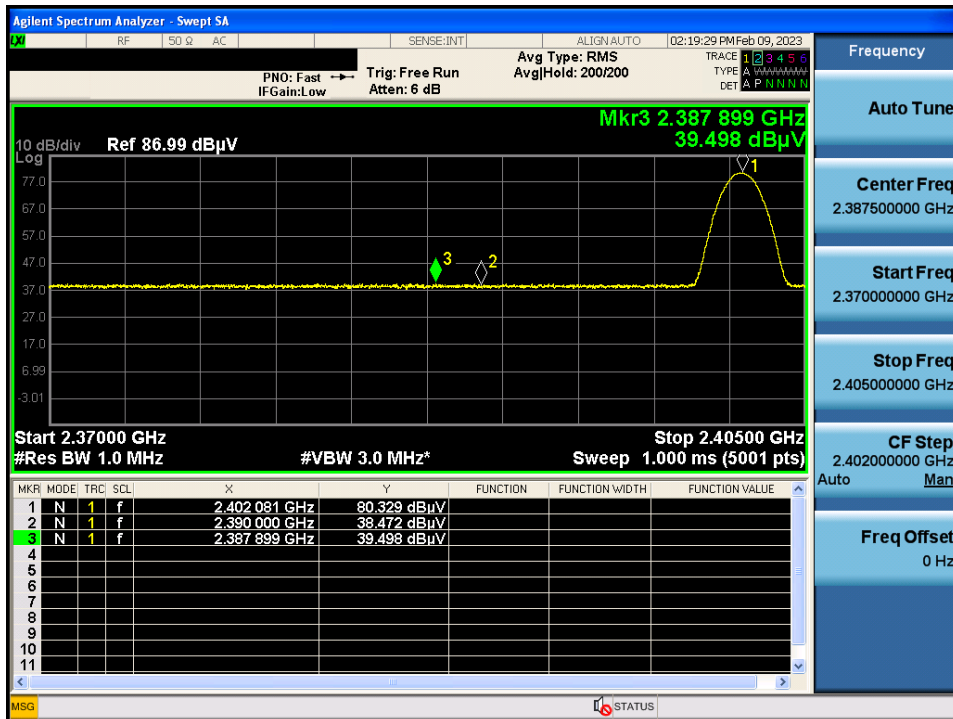 Agilent Spectrum Analyzer - Swept SA
LXI RF 50 Ω AC SENSE:INT ALIGN AUTO 02:19:29 PM Feb 09, 2023
PNO: Fast
IFGain:Low
Trig: Free Run
Atten: 6 dB
Avg Type: RMS
Avg|Hold: 200/200
TRACE 1 2 3 4 5 6
TYPE A WWWWWW
DET A P N N N N
Mkr3 2.387 899 GHz
39.498 dBµV
10 dB/div Ref 86.99 dBµV
Log
77.0
67.0
57.0
47.0
37.0
27.0
17.0
6.99
-3.01
1
3
2
Start 2.37000 GHz Stop 2.40500 GHz
#Res BW 1.0 MHz #VBW 3.0 MHz* Sweep 1.000 ms (5001 pts)
MKR MODE TRC SCL X Y FUNCTION FUNCTION WIDTH FUNCTION VALUE
1 N 1 f 2.402 081 GHz 80.329 dBµV
2 N 1 f 2.390 000 GHz 38.472 dBµV
3 N 1 f 2.387 899 GHz 39.498 dBµV
4
5
6
7
8
9
10
11
MSG STATUS
Frequency
Auto Tune
Center Freq
2.387500000 GHz
Start Freq
2.370000000 GHz
Stop Freq
2.405000000 GHz
CF Step
2.402000000 GHz
Auto Man
Freq Offset
0 Hz